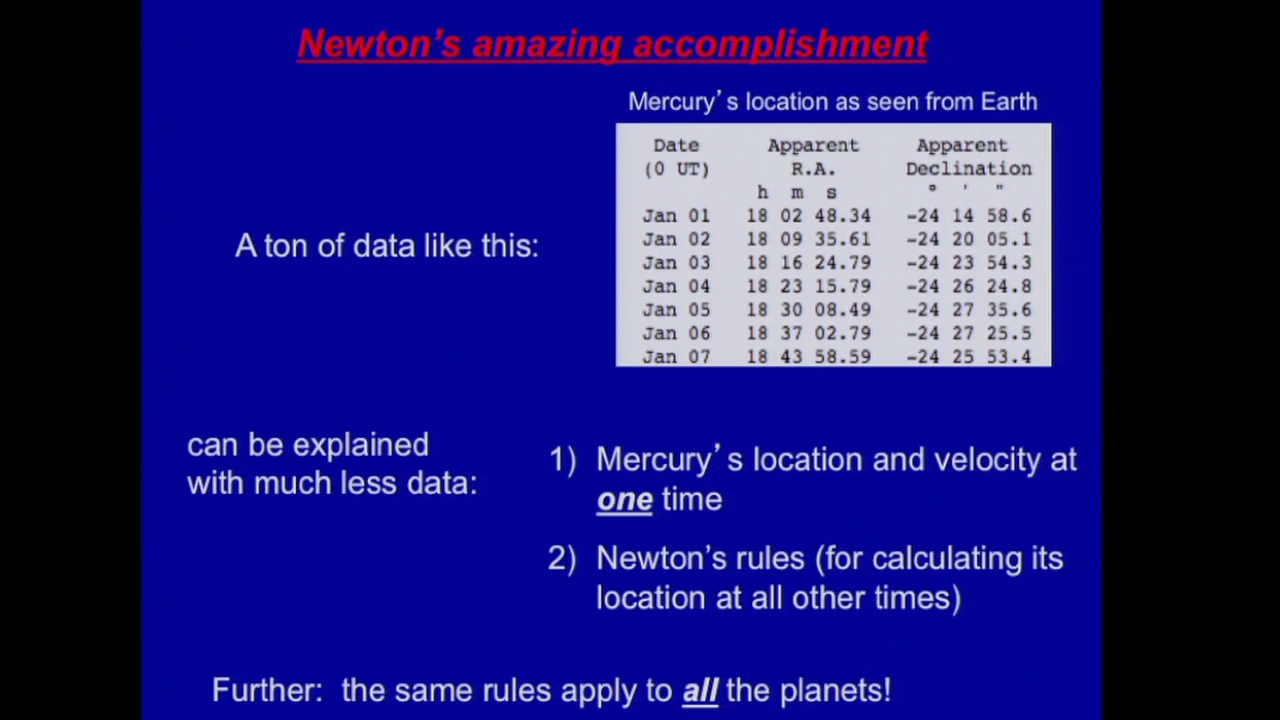 Newton’s amazing accomplishment
Mercury’s location as seen from Earth
Date Apparent Apparent
(0 UT) R.A. Declination
h m s ° ' "
Jan 01 18 02 48.34 -24 14 58.6
Jan 02 18 09 35.61 -24 20 05.1
Jan 03 18 16 24.79 -24 23 54.3
Jan 04 18 23 15.79 -24 26 24.8
Jan 05 18 30 08.49 -24 27 35.6
Jan 06 18 37 02.79 -24 27 25.5
Jan 07 18 43 58.59 -24 25 53.4
A ton of data like this:
can be explained
with much less data:
1) Mercury’s location and velocity at
one time
2) Newton’s rules (for calculating its
location at all other times)
Further: the same rules apply to all the planets!